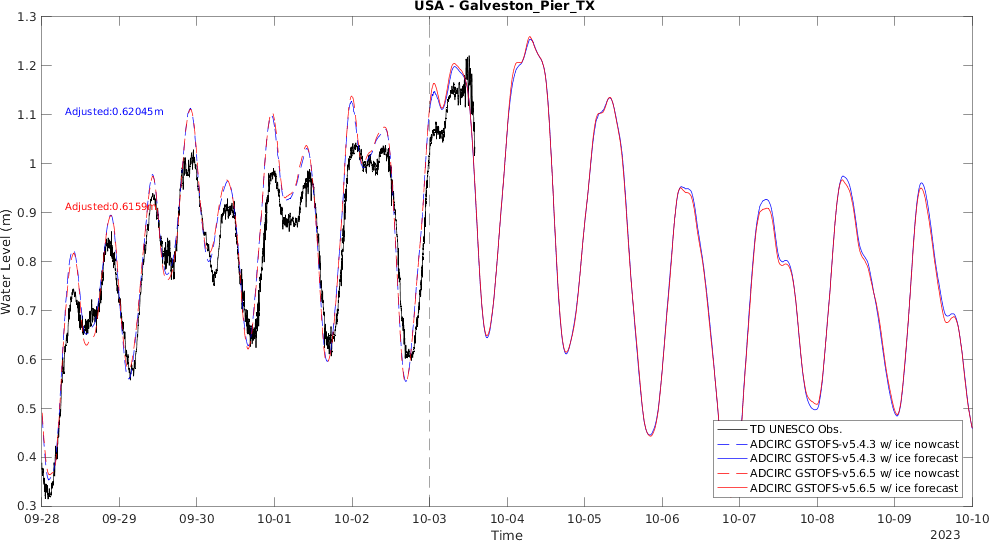 USA - Galveston_Pier_TX
1.3
1.2
1.1
1
0.9
0.8
0.7
0.6
0.5
0.4
0.3
Water Level (m)
Adjusted:0.62045m
Adjusted:0.6159m
TD UNESCO Obs.
ADCIRC GSTOFS-v5.4.3 w/ ice nowcast
ADCIRC GSTOFS-v5.4.3 w/ ice forecast
ADCIRC GSTOFS-v5.6.5 w/ ice nowcast
ADCIRC GSTOFS-v5.6.5 w/ ice forecast
09-28 09-29 09-30 10-01 10-02 10-03 10-04 10-05 10-06 10-07 10-08 10-09 10-10
Time
2023